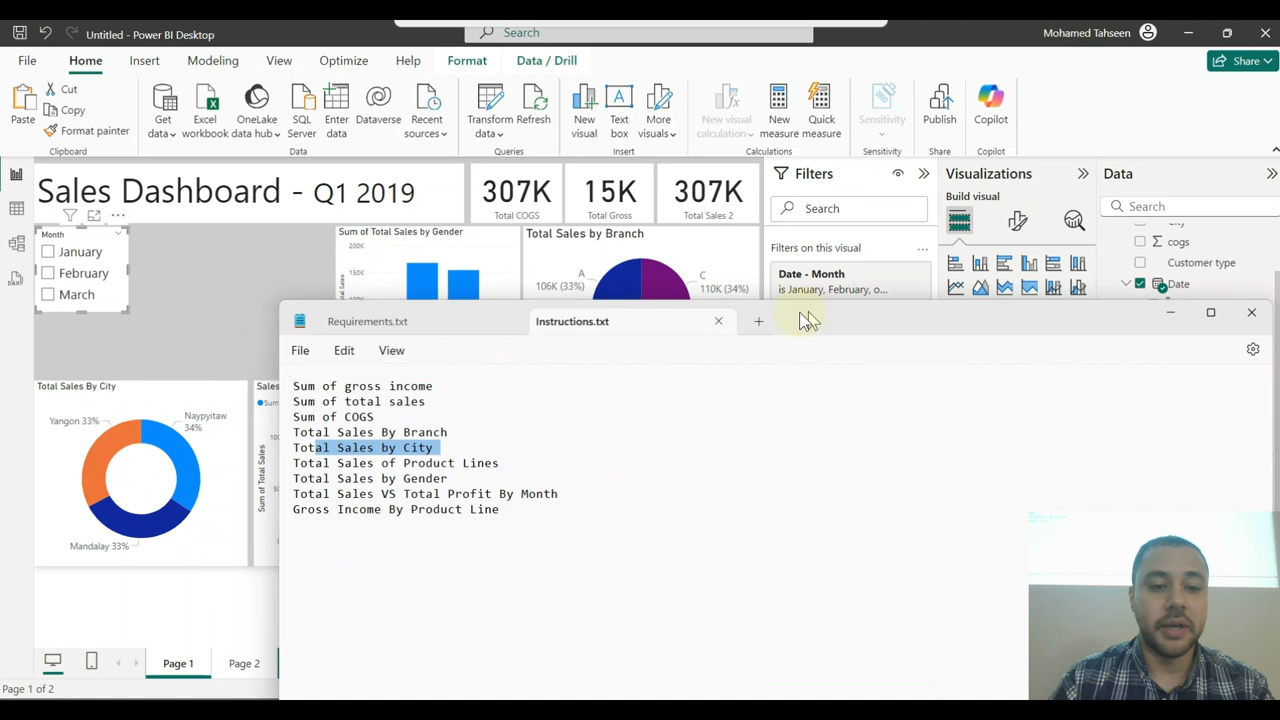 Untitled - Power BI Desktop
Search
Mohamed Tahseen
File
Home
Insert
Modeling
View
Optimize
Help
Format
Data / Drill
Share
Paste
Cut
Copy
Format painter
Clipboard
Get data
Excel workbook
OneLake data hub
SQL Server
Enter data
Dataverse
Recent sources
Data
Transform data
Refresh
Queries
New visual
Text box
More visuals
Insert
New visual calculation
New measure
Quick measure
Calculations
Sensitivity
Sensitivity
Publish
Share
Copilot
Copilot
Sales Dashboard - Q1 2019
307K
Total COGS
15K
Total Gross
307K
Total Sales 2
Month
January
February
March
Sum of Total Sales by Gender
200K
150K
Total Sales by Branch
A
106K (33%)
C
110K (34%)
Filters
Search
Filters on this visual
Date - Month
is January, February, o...
Visualizations
Build visual
Data
Search
cogs
Customer type
Date
Requirements.txt
Instructions.txt
File
Edit
View
Sum of gross income
Sum of total sales
Sum of COGS
Total Sales By Branch
Total Sales by City
Total Sales of Product Lines
Total Sales by Gender
Total Sales VS Total Profit By Month
Gross Income By Product Line
Total Sales By City
Yangon 33%
Naypyitaw
34%
Mandalay 33%
Sales
Sum
Sum of Total Sales
Page 1
Page 2
Page 1 of 2